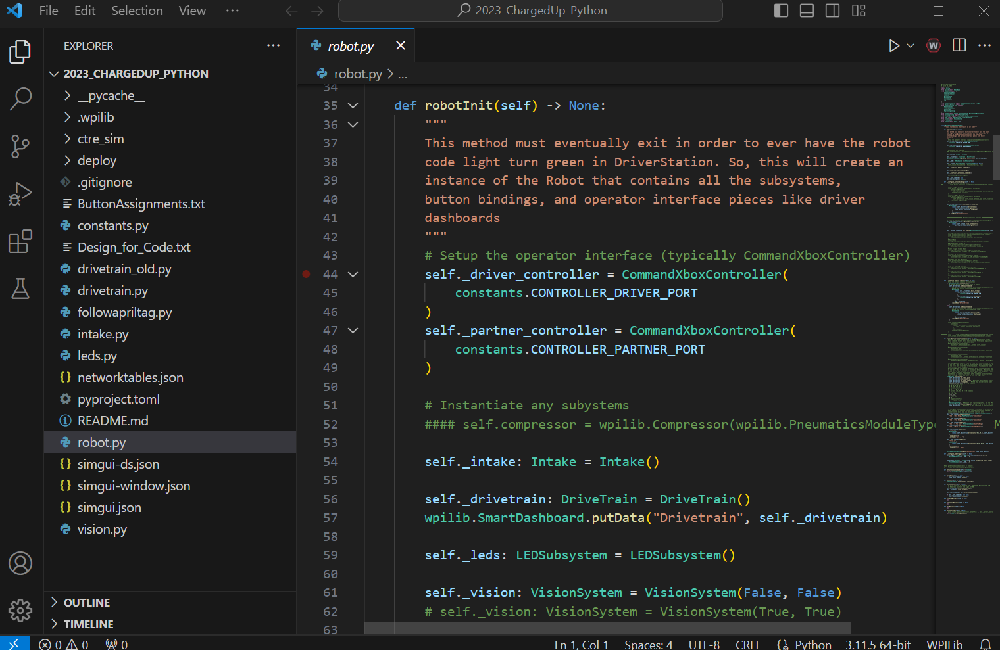 File Edit Selection View ··· 2023_ChargedUp_Python
EXPLORER ···
2023_CHARGEDUP_PYTHON
__pycache__
.wpilib
ctre_sim
deploy
.gitignore
ButtonAssignments.txt
constants.py
Design_for_Code.txt
drivetrain_old.py
drivetrain.py
followapriltag.py
intake.py
leds.py
networktables.json
pyproject.toml
README.md
robot.py
simgui-ds.json
simgui-window.json
simgui.json
vision.py
OUTLINE
TIMELINE
robot.py
W
robot.py > ...
34
35 def robotInit(self) -> None:
36 """
37 This method must eventually exit in order to ever have the robot
38 code light turn green in DriverStation. So, this will create an
39 instance of the Robot that contains all the subsystems,
40 button bindings, and operator interface pieces like driver
41 dashboards
42 """
43 # Setup the operator interface (typically CommandXboxController)
44 self._driver_controller = CommandXboxController(
45 constants.CONTROLLER_DRIVER_PORT
46 )
47 self._partner_controller = CommandXboxController(
48 constants.CONTROLLER_PARTNER_PORT
49 )
50
51 # Instantiate any subystems
52 #### self.compressor = wpilib.Compressor(wpilib.PneumaticsModuleType
53
54 self._intake: Intake = Intake()
55
56 self._drivetrain: DriveTrain = DriveTrain()
57 wpilib.SmartDashboard.putData("Drivetrain", self._drivetrain)
58
59 self._leds: LEDSubsystem = LEDSubsystem()
60
61 self._vision: VisionSystem = VisionSystem(False, False)
62 # self._vision: VisionSystem = VisionSystem(True, True)
63
0 0 0 Ln 1, Col 1 Spaces: 4 UTF-8 CRLF Python 3.11.5 64-bit WPILib